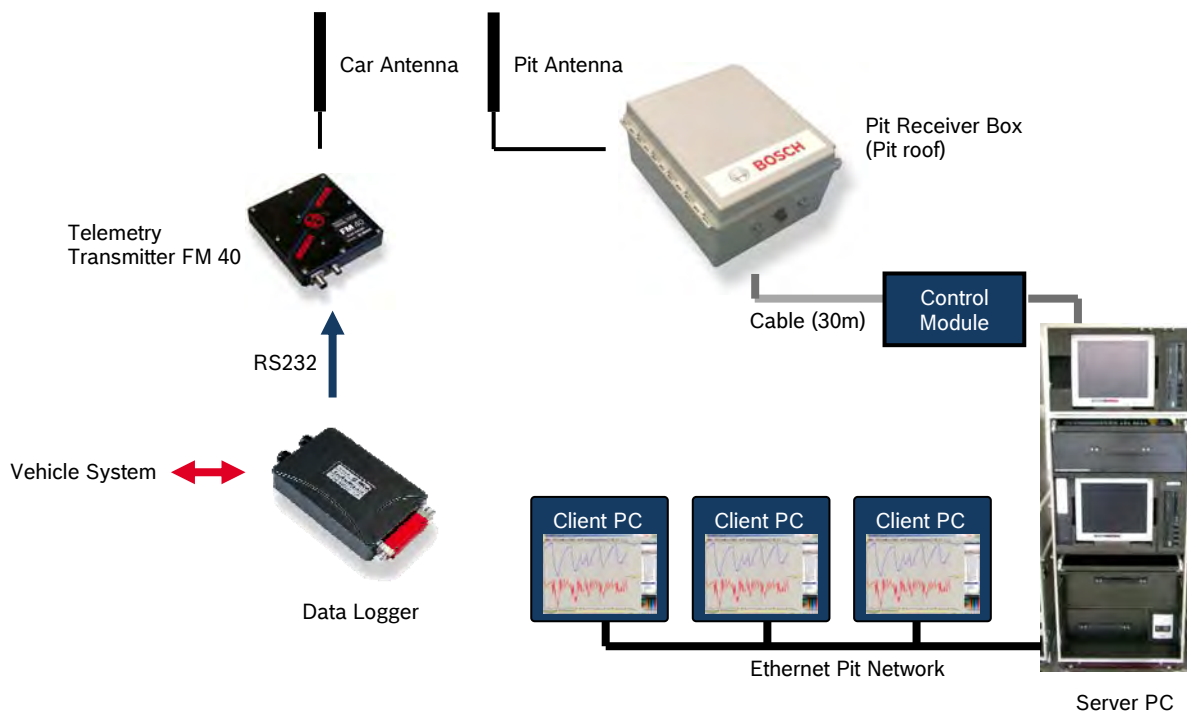 Car Antenna
Pit Antenna
Pit Receiver Box
(Pit roof)
BOSCH
Telemetry
Transmitter FM 40
FM 40
RS232
Cable (30m)
Control
Module
Vehicle System
Data Logger
Client PC
Client PC
Client PC
Ethernet Pit Network
Server PC